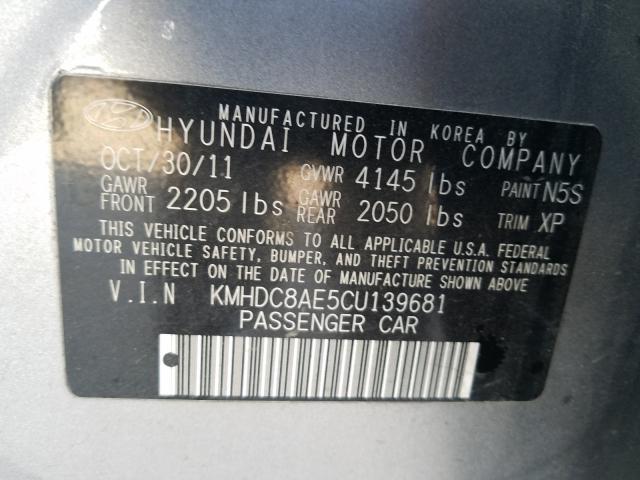 MANUFACTURED IN KOREA BY
HYUNDAI MOTOR COMPANY
OCT/30/11 GVWR 4145 lbs PAINT N5S
GAWR FRONT 2205 lbs GAWR REAR 2050 lbs TRIM XP
THIS VEHICLE CONFORMS TO ALL APPLICABLE U.S.A. FEDERAL
MOTOR VEHICLE SAFETY, BUMPER, AND THEFT PREVENTION STANDARDS
IN EFFECT ON THE DATE OF MANUFACTURE SHOWN ABOVE
V.I.N KMHDC8AE5CU139681
PASSENGER CAR